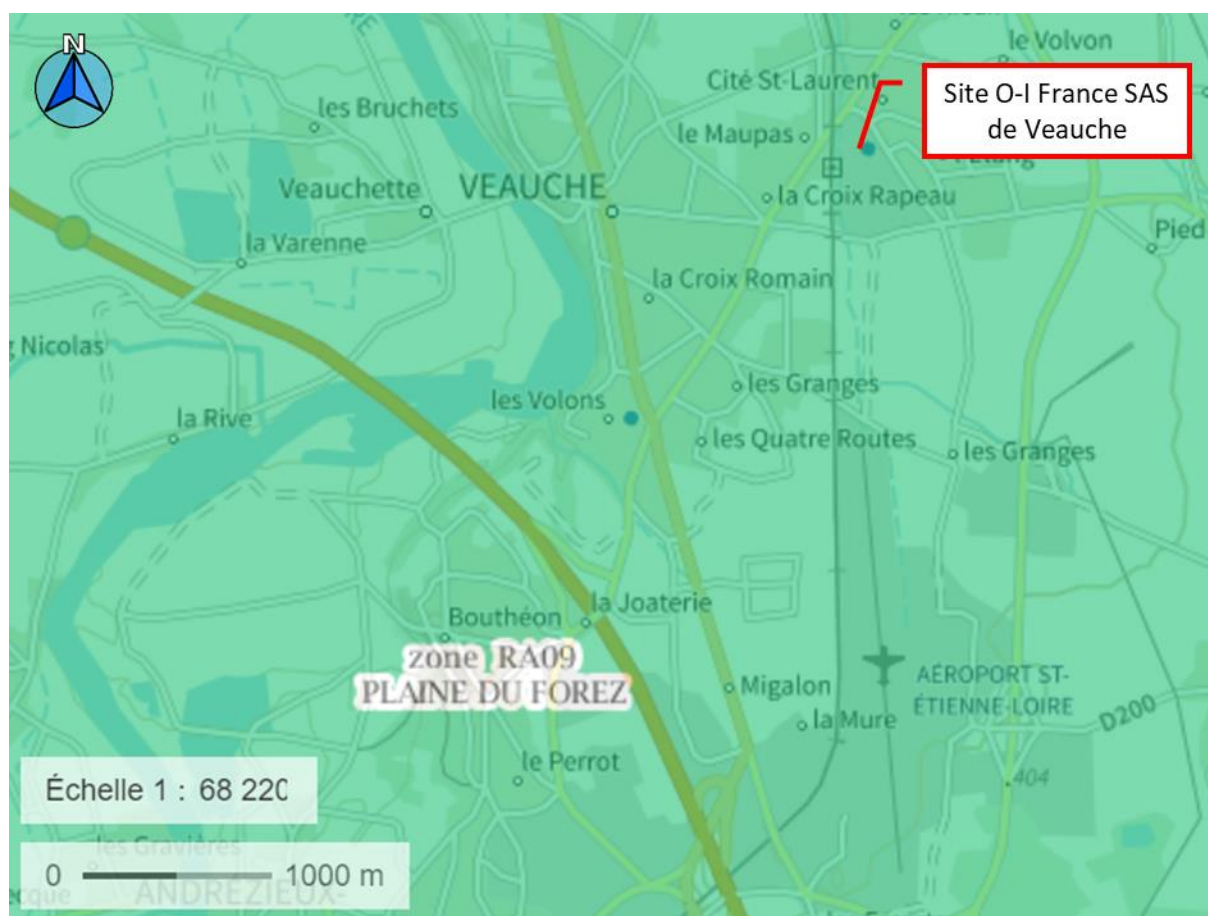 N
le Volvon
Cité St-Laurent
Site O-I France SAS
de Veauche
les Bruchets
le Maupas
Veauchette
VEAUCHE
la Croix Rapeau
Pied
la Varenne
la Croix Romain
Nicolas
les Granges
les Volons
la Rive
les Quatre Routes
les Granges
la Joaterie
Bouthéon
zone RA09
PLAINE DU FOREZ
Migalon
AÉROPORT ST-
ÉTIENNE-LOIRE
la Mure
D200
le Perrot
404
Échelle 1 : 68 220
les Gravières
0 1000 m
ANDRÉZIEUX-